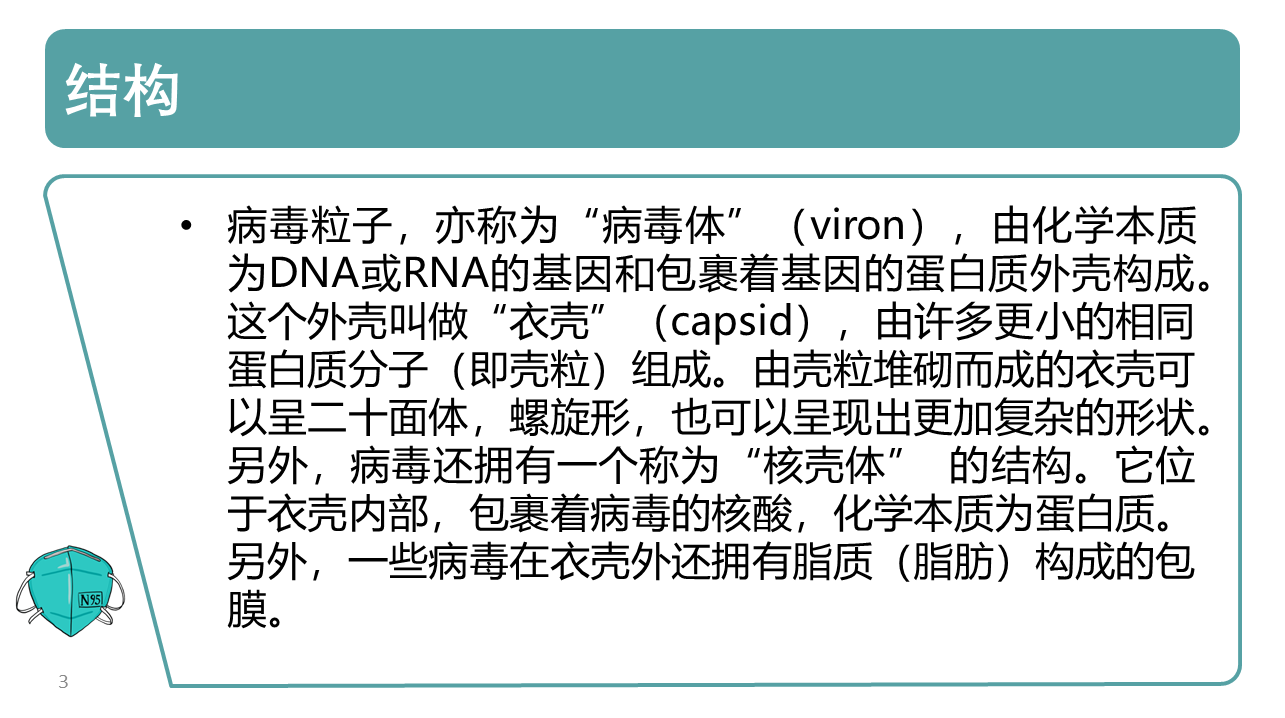 结构
• 病毒粒子，亦称为“病毒体”（viron），由化学本质
为DNA或RNA的基因和包裹着基因的蛋白质外壳构成。
这个外壳叫做“衣壳”（capsid），由许多更小的相同
蛋白质分子（即壳粒）组成。由壳粒堆砌而成的衣壳可
以呈二十面体，螺旋形，也可以呈现出更加复杂的形状。
另外，病毒还拥有一个称为“核壳体” 的结构。它位
于衣壳内部，包裹着病毒的核酸，化学本质为蛋白质。
另外，一些病毒在衣壳外还拥有脂质（脂肪）构成的包
膜。
N95
3